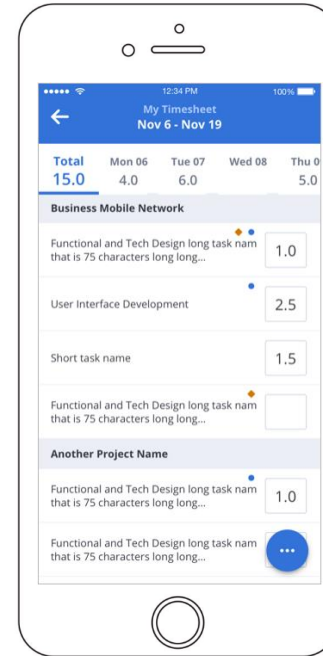 12:34 PM
100%
My Timesheet
Nov 6 - Nov 19
Total Mon 06 Tue 07 Wed 08 Thu 0
15.0 4.0 6.0 5.0
Business Mobile Network
Functional and Tech Design long task nam
that is 75 characters long long...
1.0
User Interface Development
2.5
Short task name
1.5
Functional and Tech Design long task nam
that is 75 characters long long...
Another Project Name
Functional and Tech Design long task nam
that is 75 characters long long...
1.0
Functional and Tech Design long task nam
that is 75 characters long long...